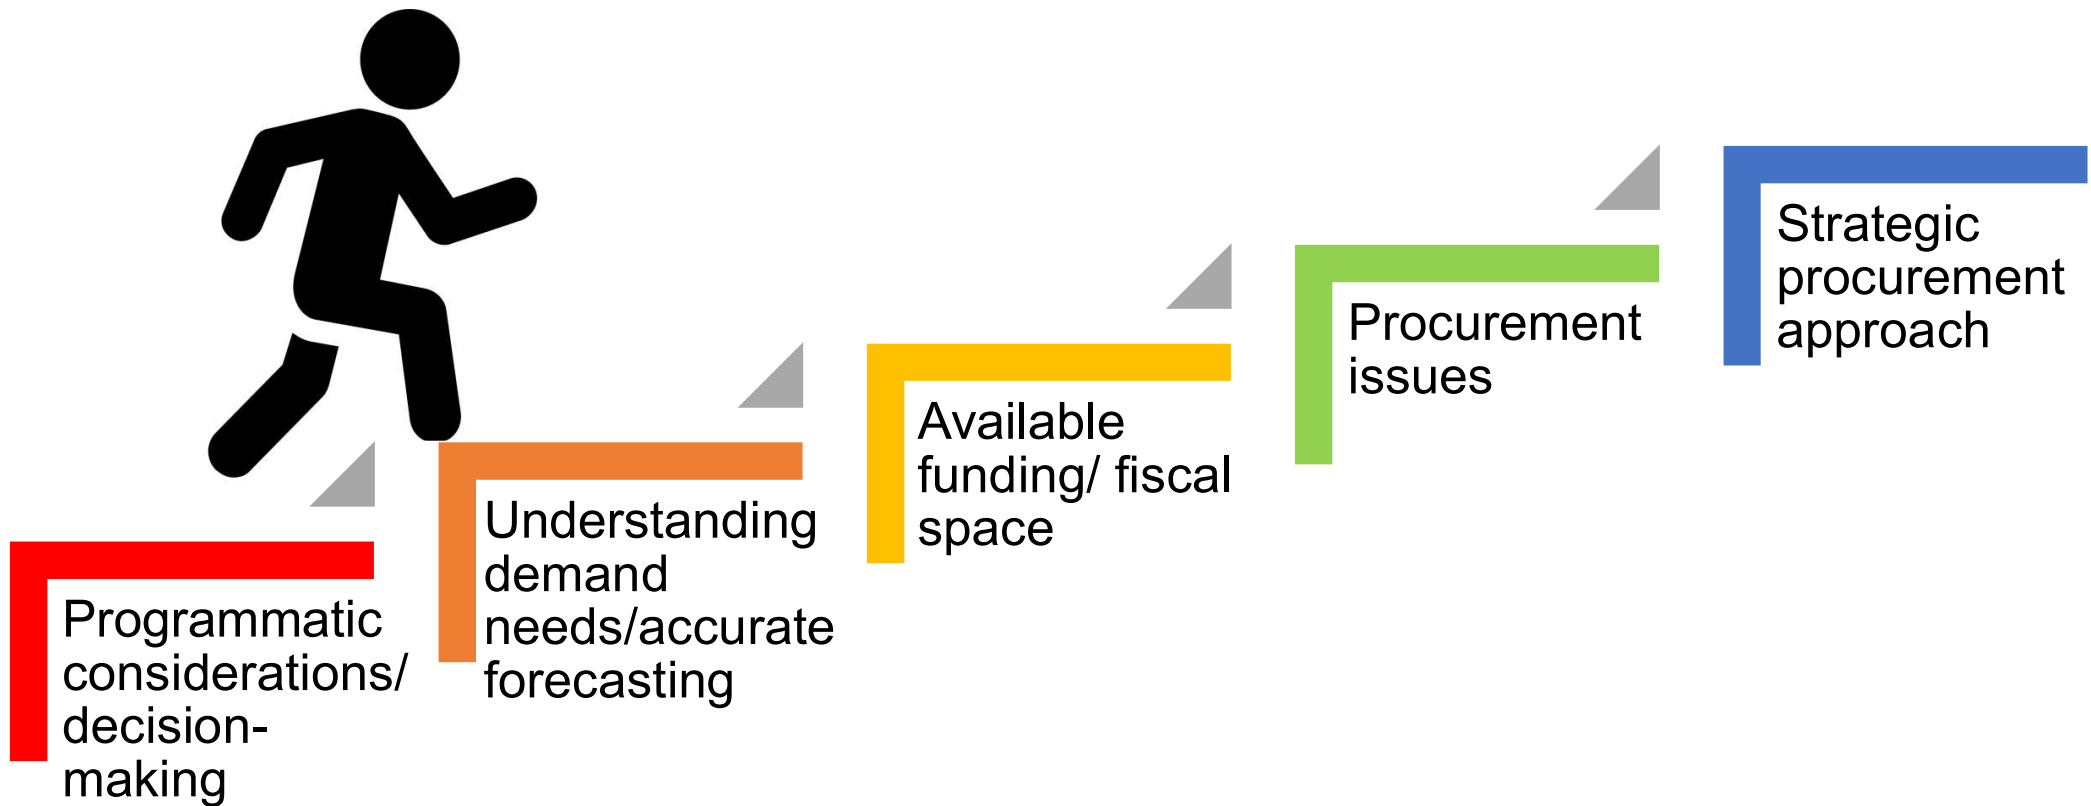 Programmatic
considerations/
decision-
making
Understanding
demand
needs/accurate
forecasting
Available
funding/ fiscal
space
Procurement
issues
Strategic
procurement
approach